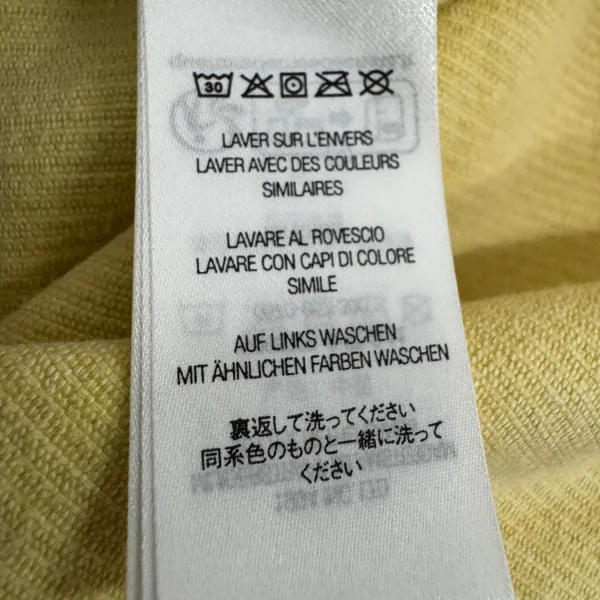 30
LAVER SUR L'ENVERS
LAVER AVEC DES COULEURS
SIMILAIRES
LAVARE AL ROVESCIO
LAVARE CON CAPI DI COLORE
SIMILE
AUF LINKS WASCHEN
MIT ÄHNLICHEN FARBEN WASCHEN
裏返して洗ってください
同系色のものと一緒に洗って
ください